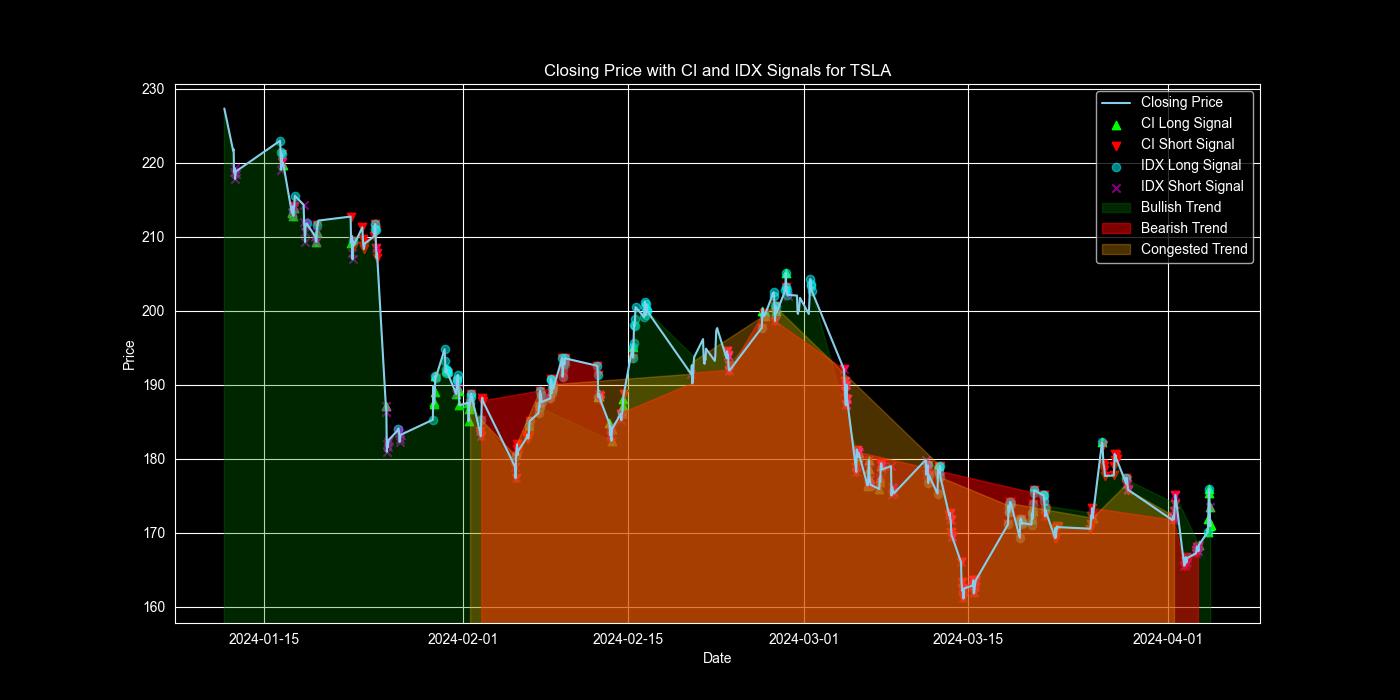 Closing Price with CI and IDX Signals for TSLA
230
220
210
200
190
180
170
160
Price
Closing Price
CI Long Signal
CI Short Signal
IDX Long Signal
IDX Short Signal
Bullish Trend
Bearish Trend
Congested Trend
2024-01-15
2024-02-01
2024-02-15
2024-03-01
2024-03-15
2024-04-01
Date